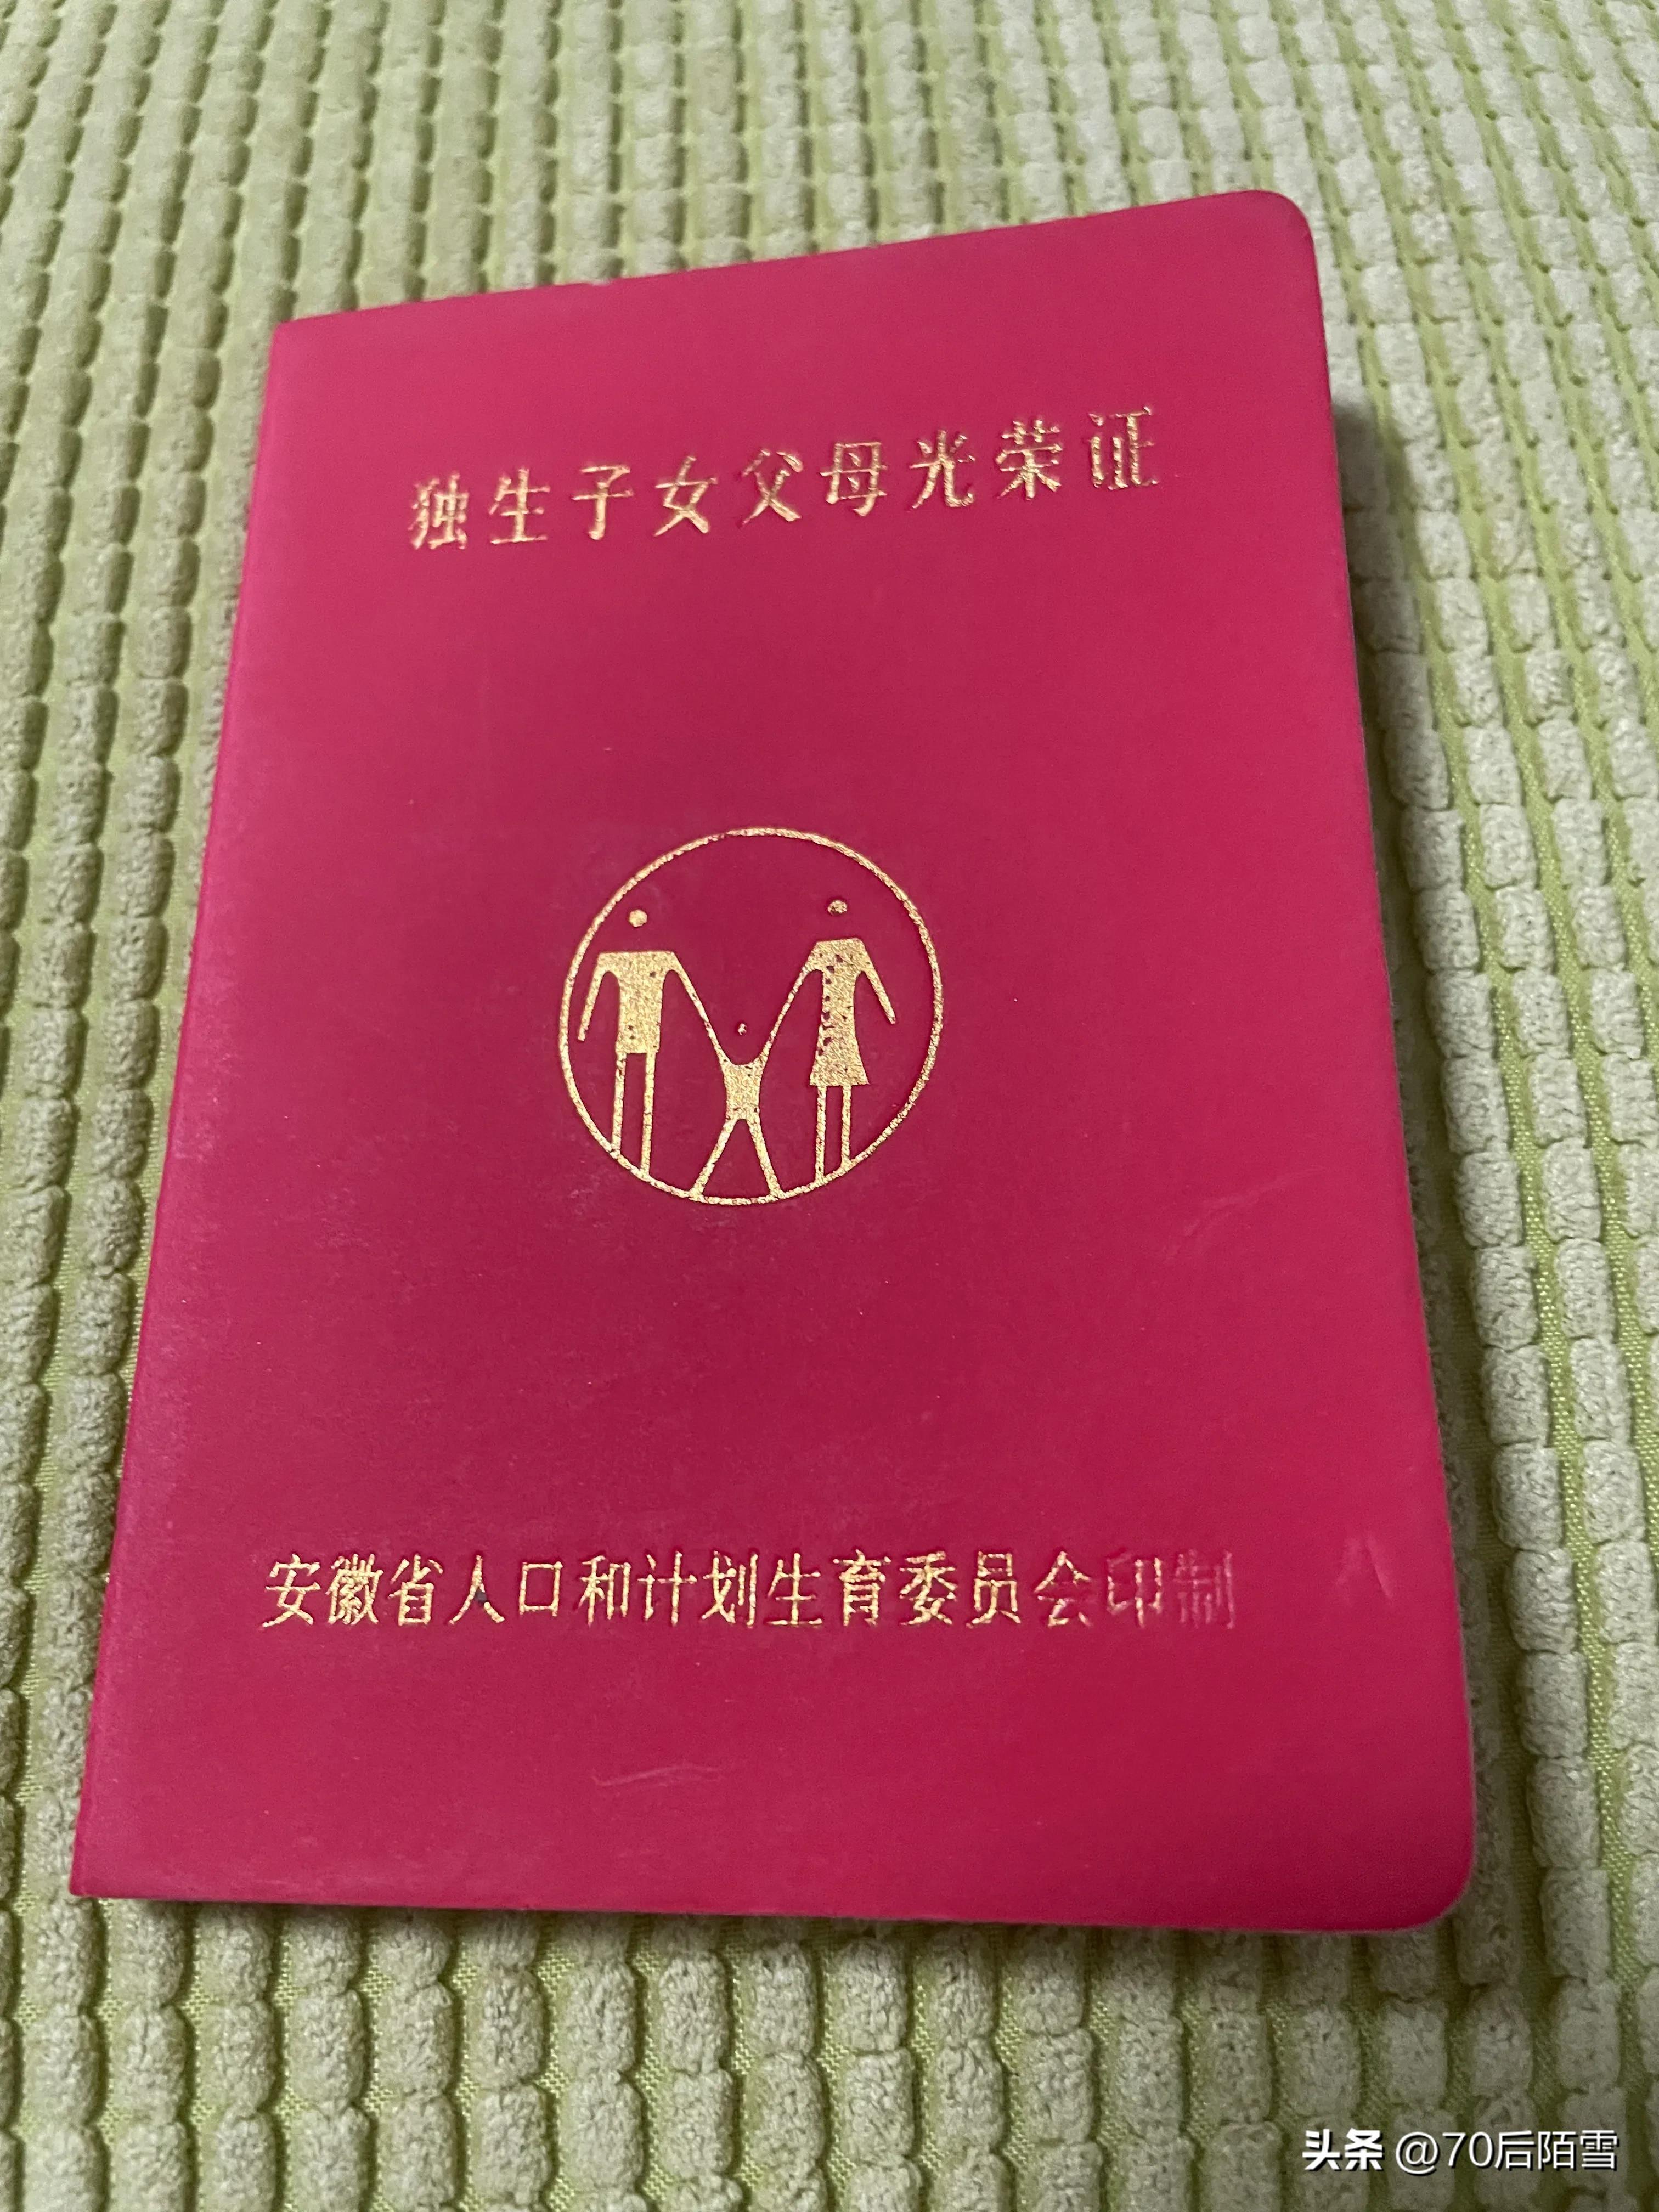 独生子女父母光荣证
安徽省人口和计划生育委员会印制
头条 @70后陌雪